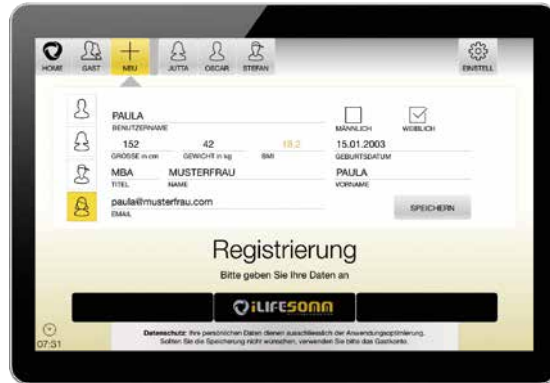 HOME GAST NEU JUTTA OSCAR STEFAN EINSTELL
PAULA
BENUTZERNAME MÄNNLICH WEIBLICH
152 42 18.2 15.01.2003
GRÖSSE in cm GEWICHT in kg BMI GEBURTSDATUM
MBA MUSTERFRAU PAULA
TITEL NAME VORNAME
paula@musterfrau.com SPEICHERN
EMAIL
Registrierung
Bitte geben Sie Ihre Daten an
iLIFESOMM
07:31
Datenschutz: Ihre persönlichen Daten dienen ausschliesslich der Anwendungsoptimierung.
Sollten Sie die Speicherung nicht wünschen, verwenden Sie bitte das Gastkonto.